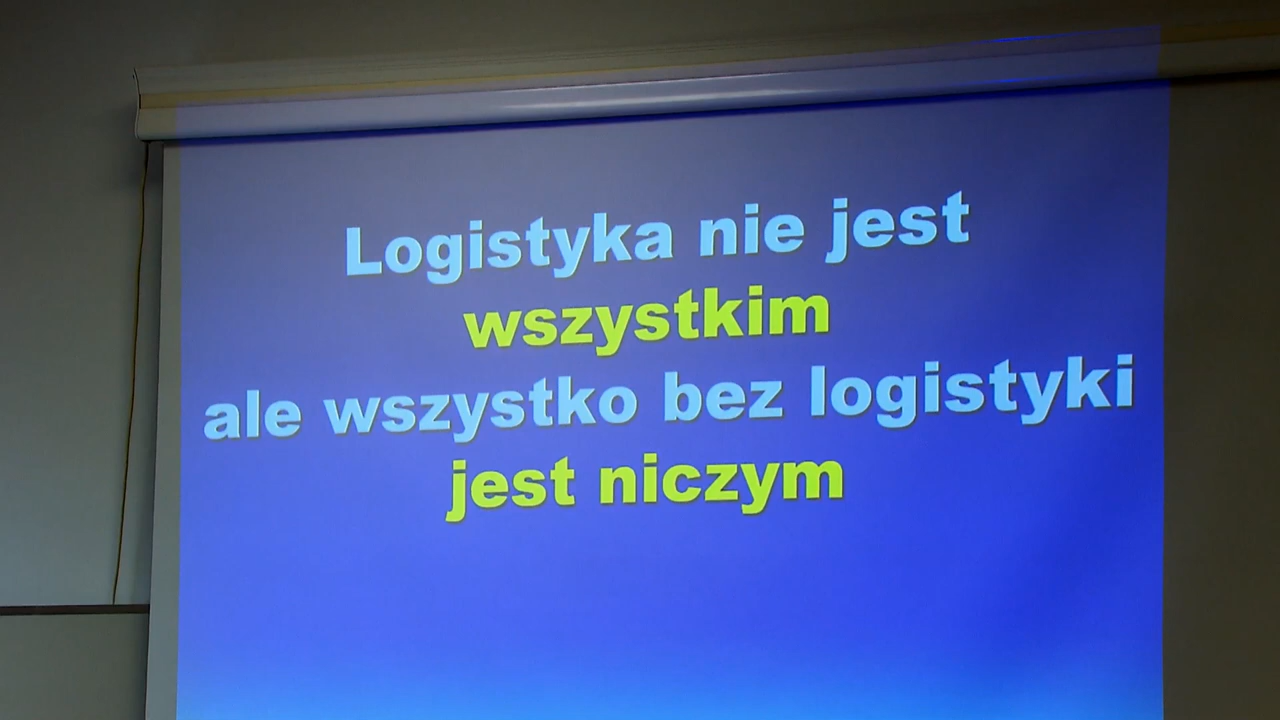 Logistyka nie jest
wszystkim
ale wszystko bez logistyki
jest niczym